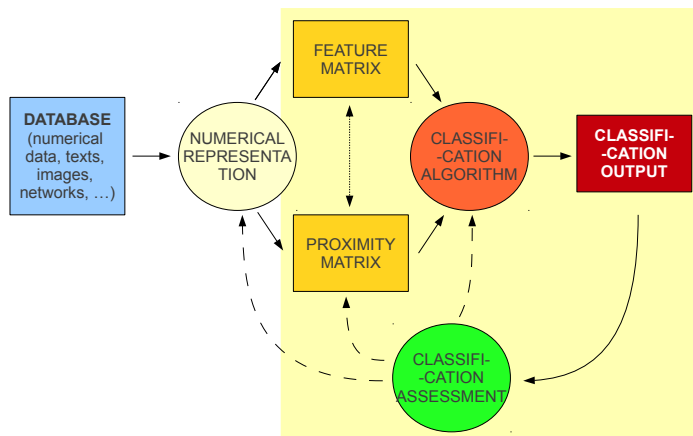 DATABASE
(numerical
data, texts,
images,
networks, …)
NUMERICAL
REPRESENTA
TION
FEATURE
MATRIX
PROXIMITY
MATRIX
CLASSIFI-
-CATION
ALGORITHM
CLASSIFI-
-CATION
OUTPUT
CLASSIFI-
-CATION
ASSESSMENT